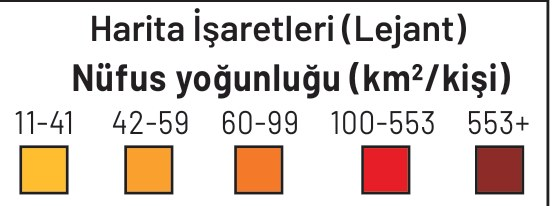 Harita İşaretleri (Lejant)
Nüfus yoğunluğu (km²/kişi)
11-41 42-59 60-99 100-553 553+